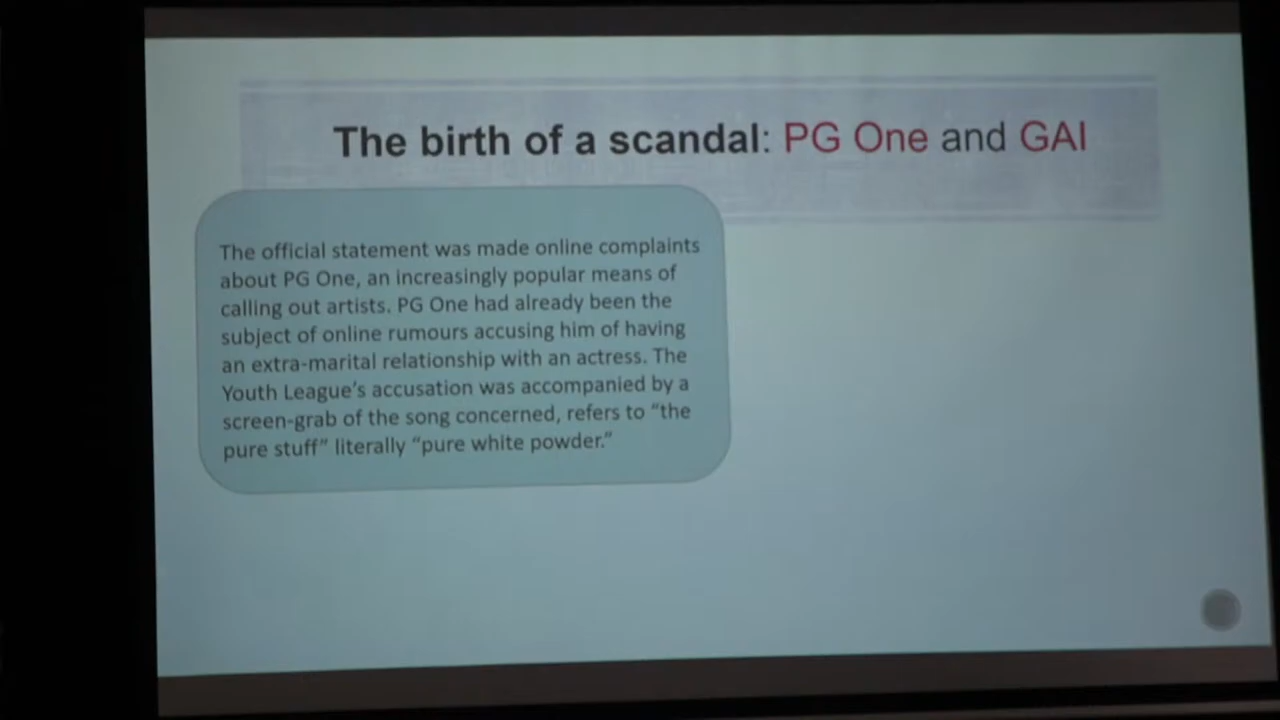 The birth of a scandal: PG One and GAI
The official statement was made online complaints
about PG One, an increasingly popular means of
calling out artists. PG One had already been the
subject of online rumours accusing him of having
an extra-marital relationship with an actress. The
Youth League’s accusation was accompanied by a
screen-grab of the song concerned, refers to “the
pure stuff” literally “pure white powder.”